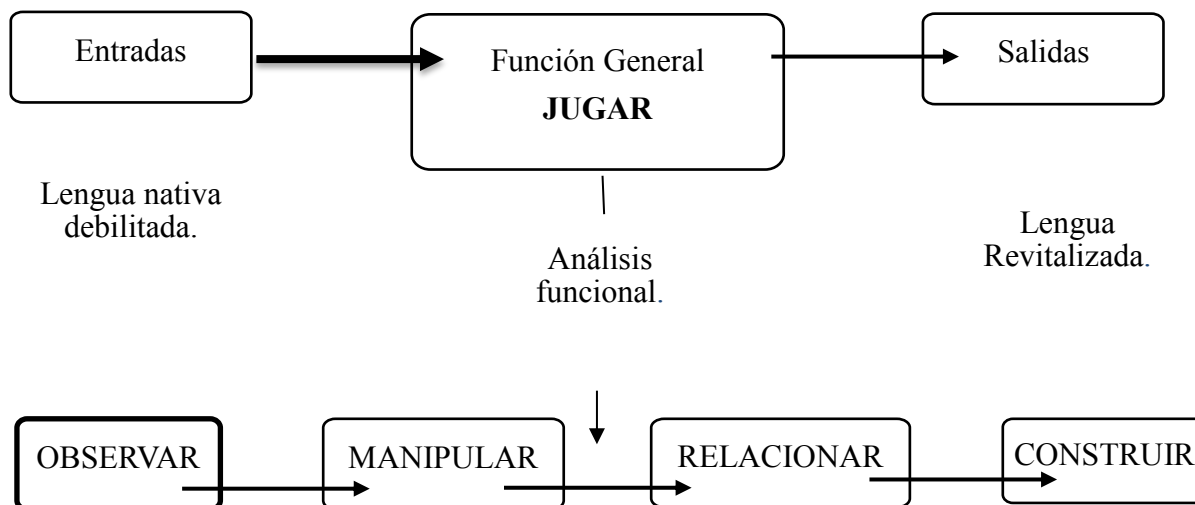 Entradas
Función General
JUGAR
Salidas
Lengua nativa
debilitada.
Análisis
funcional.
Lengua
Revitalizada.
OBSERVAR
MANIPULAR
RELACIONAR
CONSTRUIR